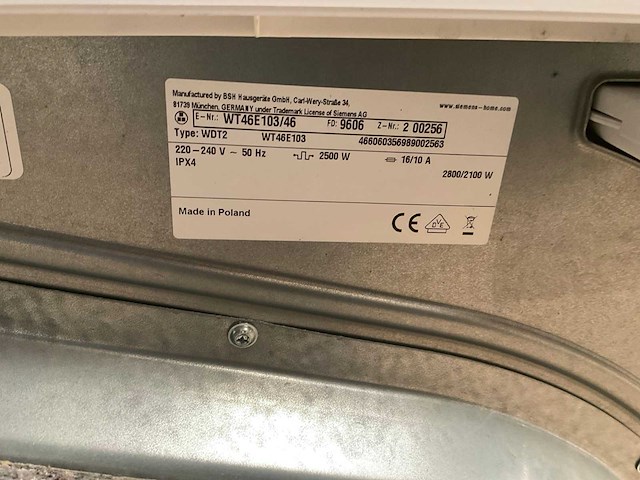 Manufactured by BSH Hausgeräte GmbH, Carl-Wery-Straße 34,
81739 München, GERMANY under Trademark License of Siemens AG
www.siemens-home.com
E-Nr.: WT46E103/46 FD: 9606 Z-Nr.: 2 00256
Type: WDT2 WT46E103 466060356989002563
220-240 V ~ 50 Hz 2500 W 16/10 A
IPX4 2800/2100 W
Made in Poland CE DVE